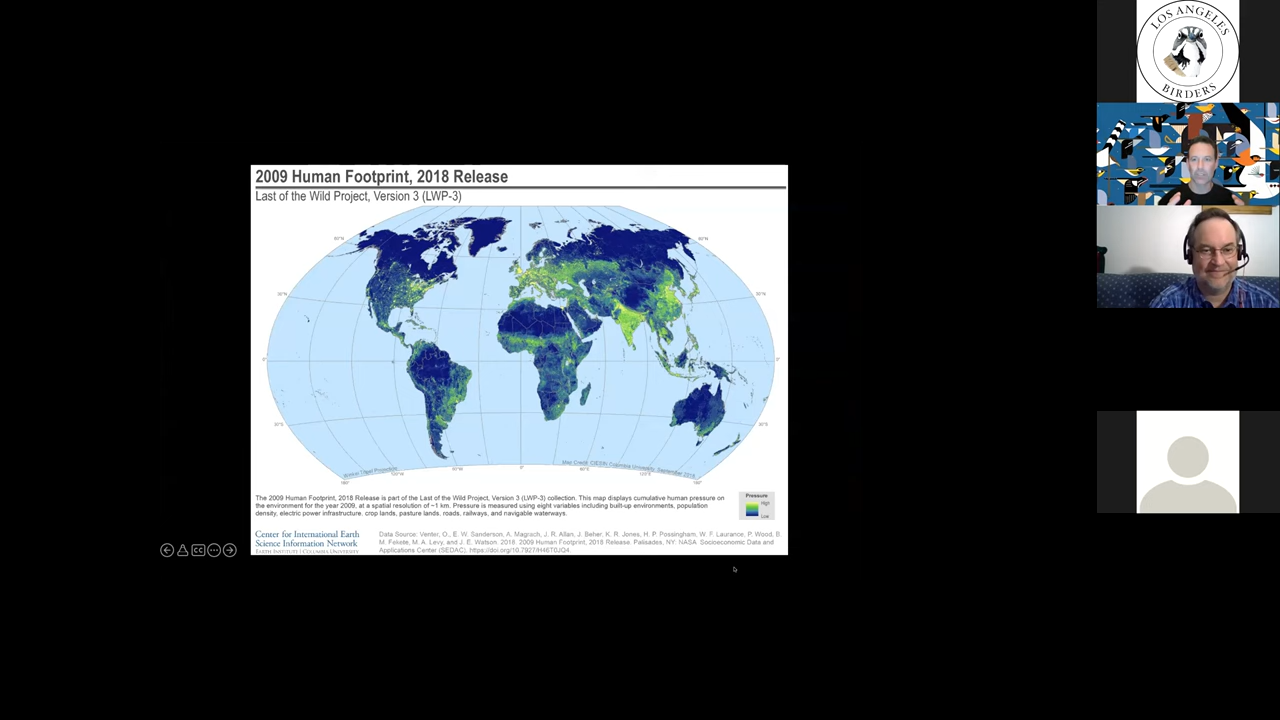 2009 Human Footprint, 2018 Release
Last of the Wild Project, Version 3 (LWP-3)
The 2009 Human Footprint, 2018 Release is part of the Last of the Wild Project, Version 3 (LWP-3) collection. This map displays cumulative human pressure on
the environment for the year 2009, at a spatial resolution of ~1 km. Pressure is measured using eight variables including built-up environments, population
density, electric power infrastructure, crop lands, pasture lands, roads, railways, and navigable waterways.
Pressure
High
Low
Center for International Earth
Science Information Network
EARTH INSTITUTE | COLUMBIA UNIVERSITY
Data Source: Venter, O., E. W. Sanderson, A. Magrach, J. R. Allan, J. Beher, K. R. Jones, H. P. Possingham, W. F. Laurance, P. Wood, B.
M. Fekete, M. A. Levy, and J. E. Watson. 2018. 2009 Human Footprint, 2018 Release. Palisades, NY: NASA Socioeconomic Data and
Applications Center (SEDAC).
LOS ANGELES
BIRDERS
CC